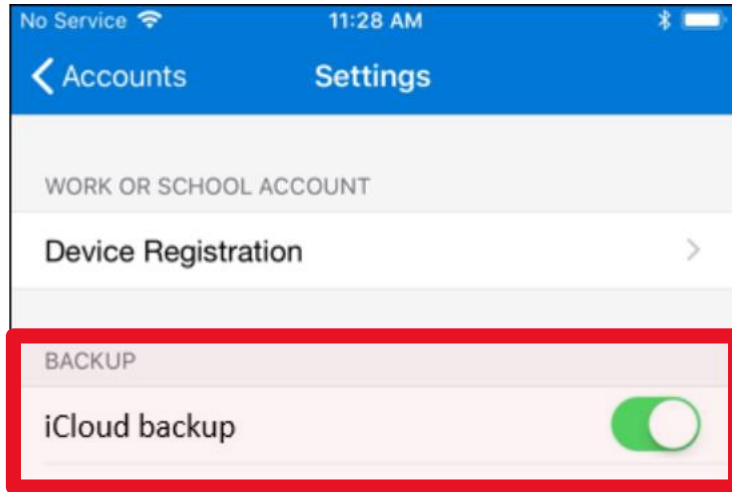 No Service 11:28 AM
Accounts Settings
WORK OR SCHOOL ACCOUNT
Device Registration
BACKUP
iCloud backup